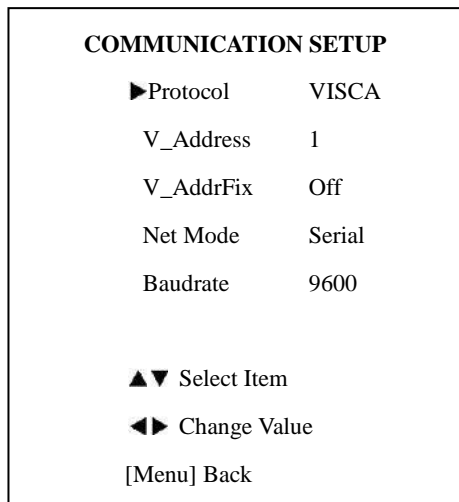 COMMUNICATION SETUP
▶Protocol VISCA
V_Address 1
V_AddrFix Off
Net Mode Serial
Baudrate 9600
▲▼ Select Item
◀▶ Change Value
[Menu] Back